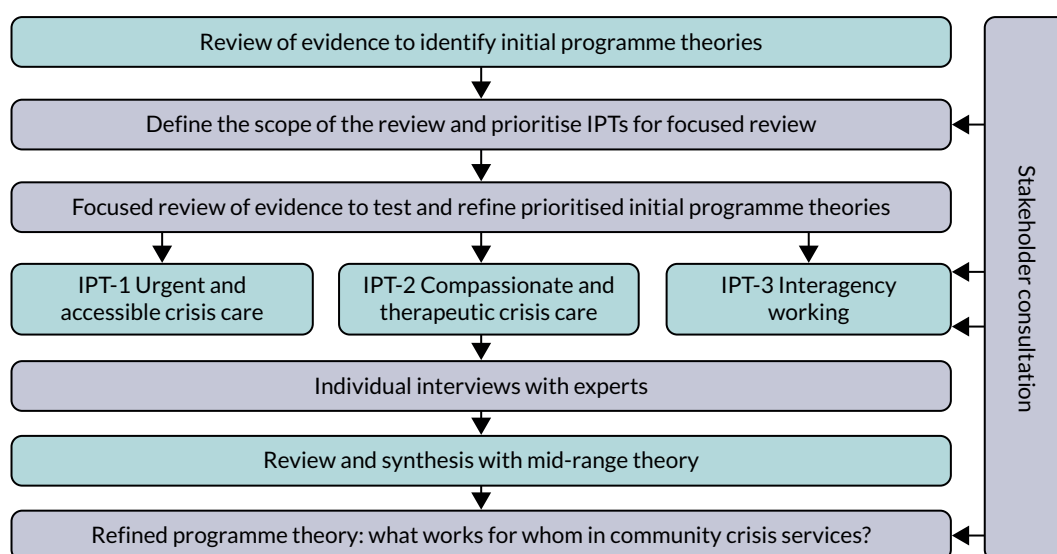 Review of evidence to identify initial programme theories
Define the scope of the review and prioritise IPTs for focused review
Focused review of evidence to test and refine prioritised initial programme theories
IPT-1 Urgent and
accessible crisis care
IPT-2 Compassionate and
therapeutic crisis care
IPT-3 Interagency
working
Individual interviews with experts
Review and synthesis with mid-range theory
Refined programme theory: what works for whom in community crisis services?
Stakeholder consultation